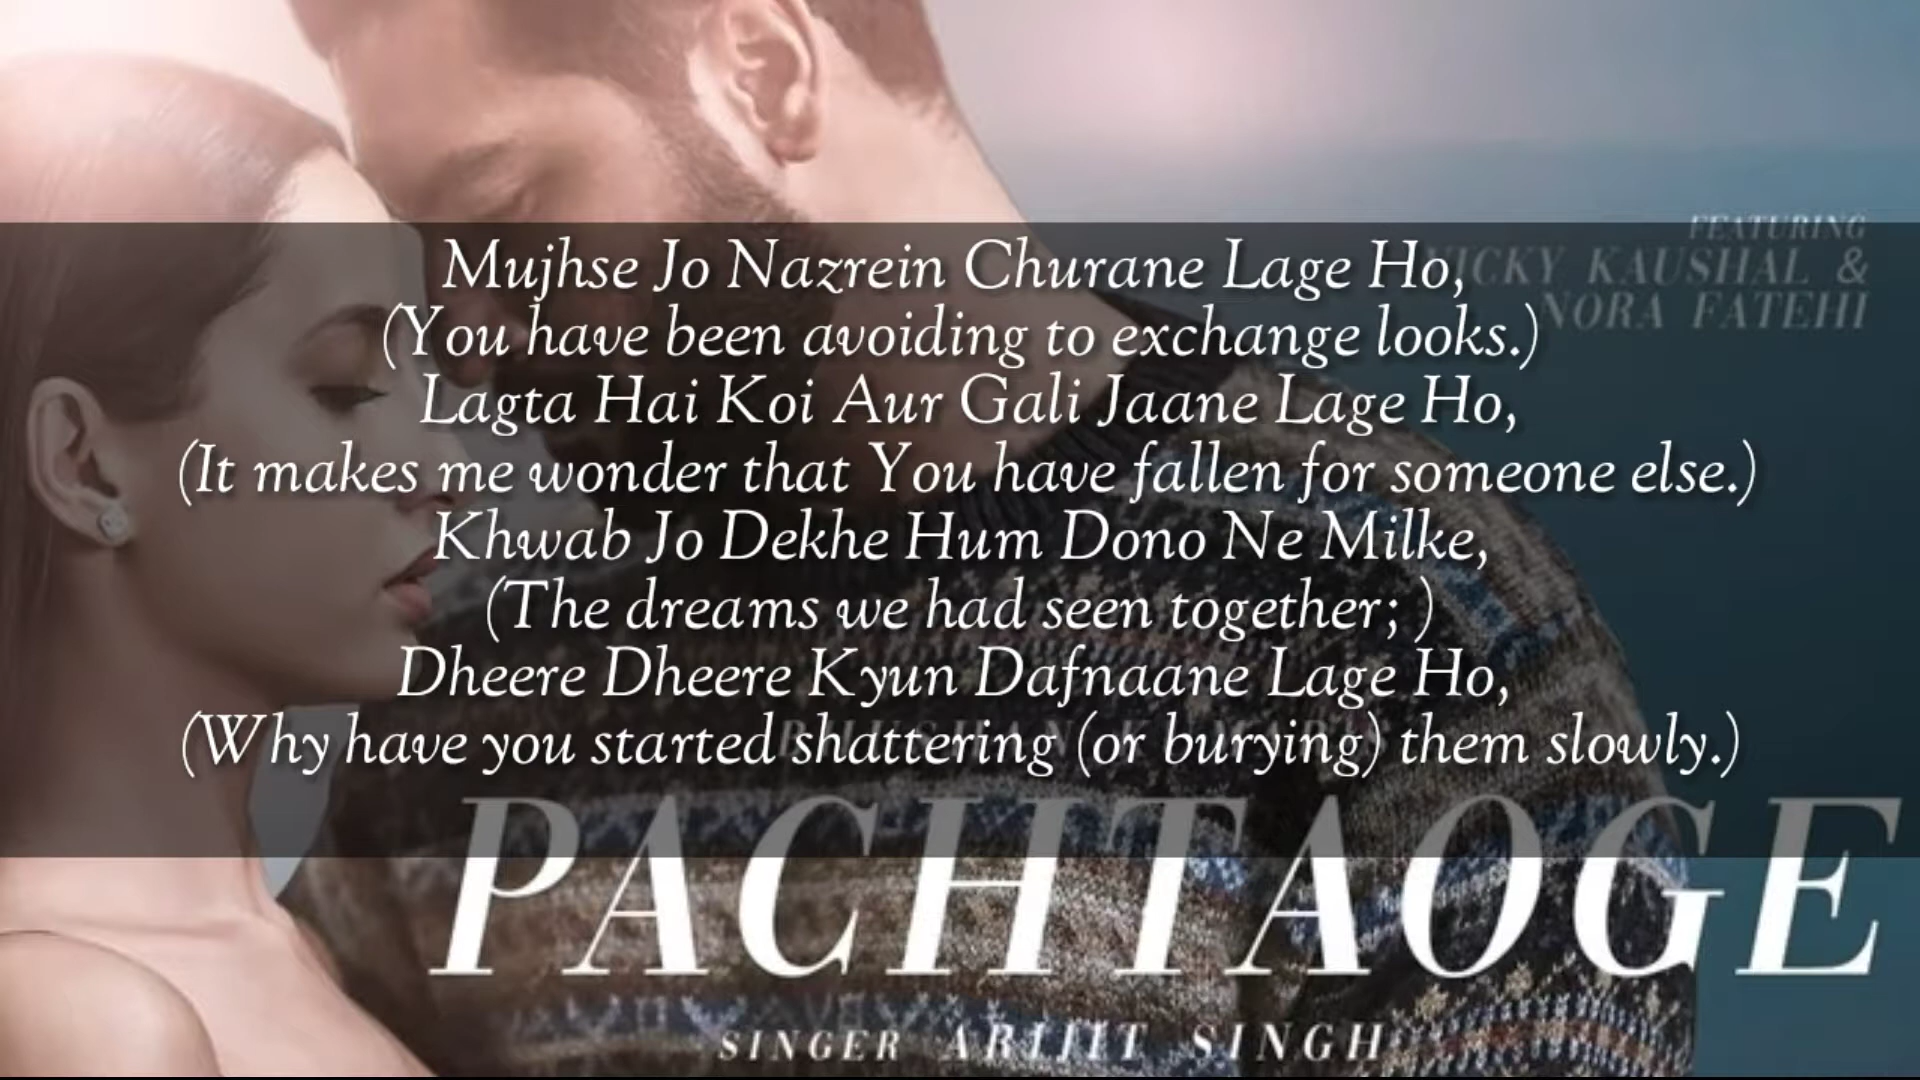 FEATURING
VICKY KAUSHAL &
NORA FATEHI
Mujhse Jo Nazrein Churane Lage Ho,
(You have been avoiding to exchange looks.)
Lagta Hai Koi Aur Gali Jaane Lage Ho,
(It makes me wonder that You have fallen for someone else.)
Khwab Jo Dekhe Hum Dono Ne Milke,
(The dreams we had seen together; )
Dheere Dheere Kyun Dafnaane Lage Ho,
(Why have you started shattering (or burying) them slowly.)
PACHTAOGE
SINGER ARIJIT SINGH